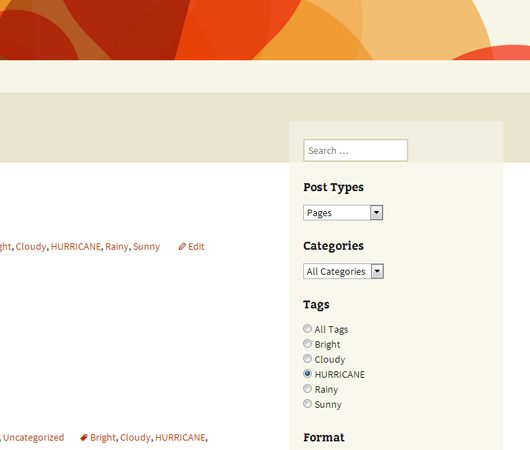 Search ...
Post Types
Pages
Categories
ght, Cloudy, HURRICANE, Rainy, Sunny Edit
All Categories
Tags
All Tags
Bright
Cloudy
HURRICANE
Rainy
Sunny
, Uncategorized Bright, Cloudy, HURRICANE,
Format